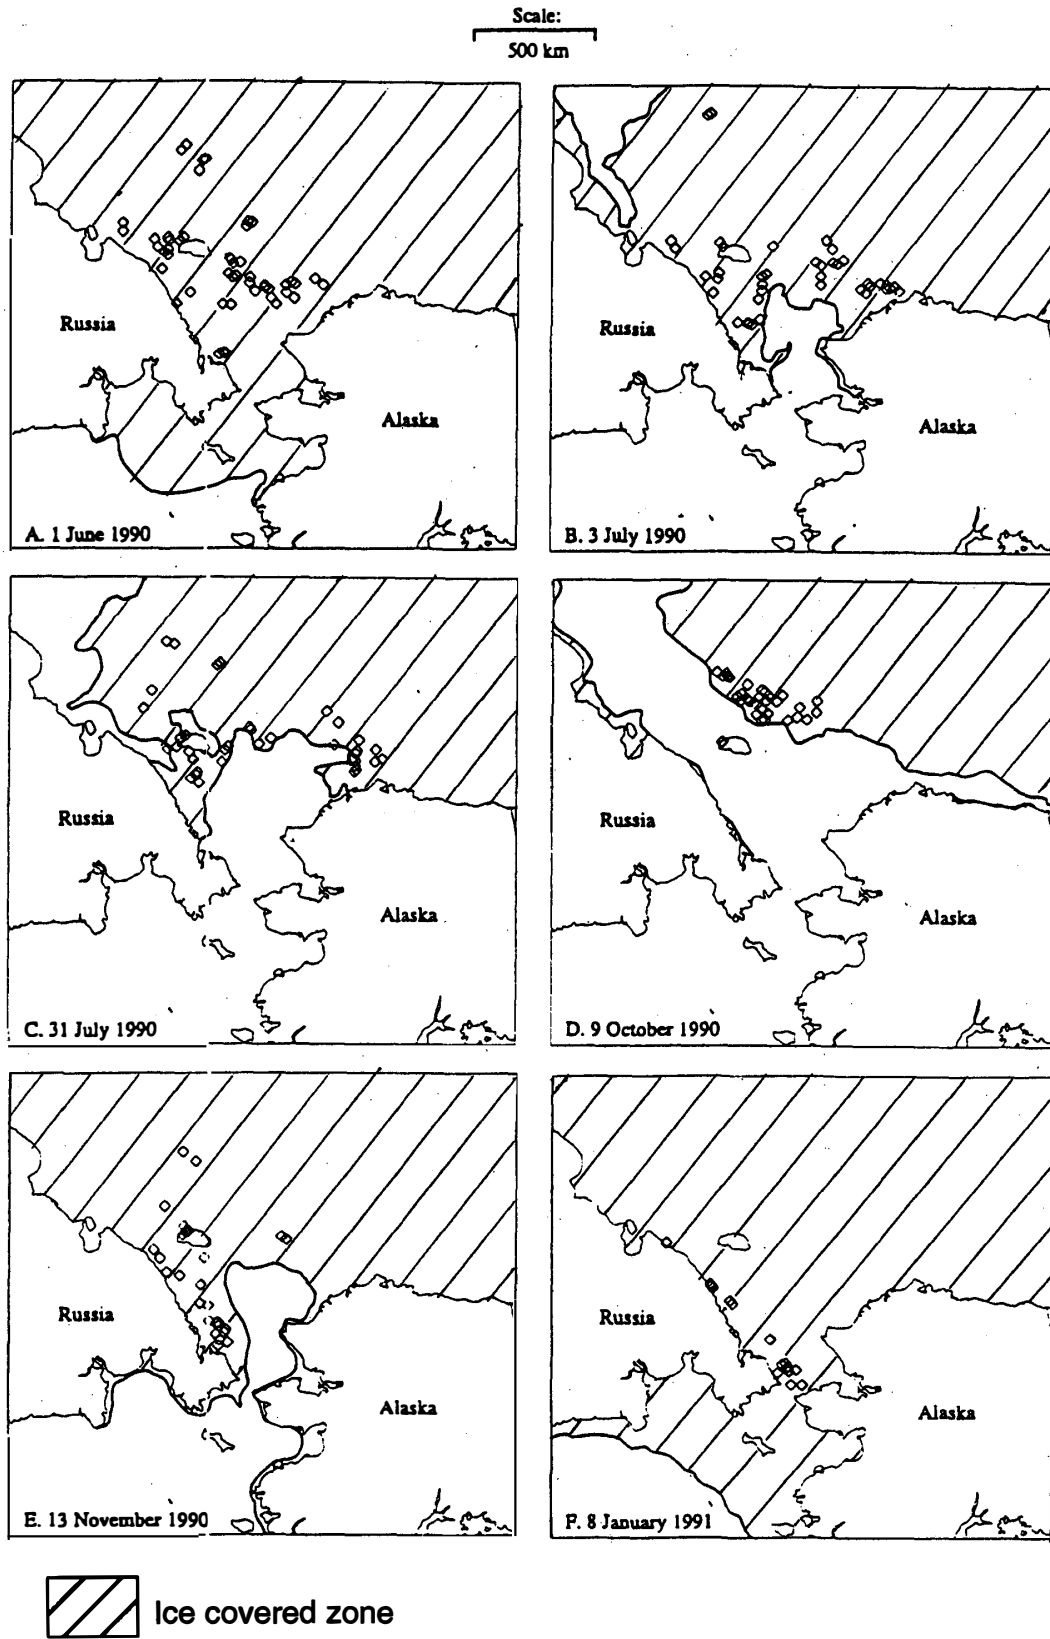 Scale:
500 km
Russia
Alaska
A. 1 June 1990
Russia
Alaska
B. 3 July 1990
Russia
Alaska
C. 31 July 1990
Russia
Alaska
D. 9 October 1990
Russia
Alaska
E. 13 November 1990
Russia
Alaska
F. 8 January 1991
Ice covered zone